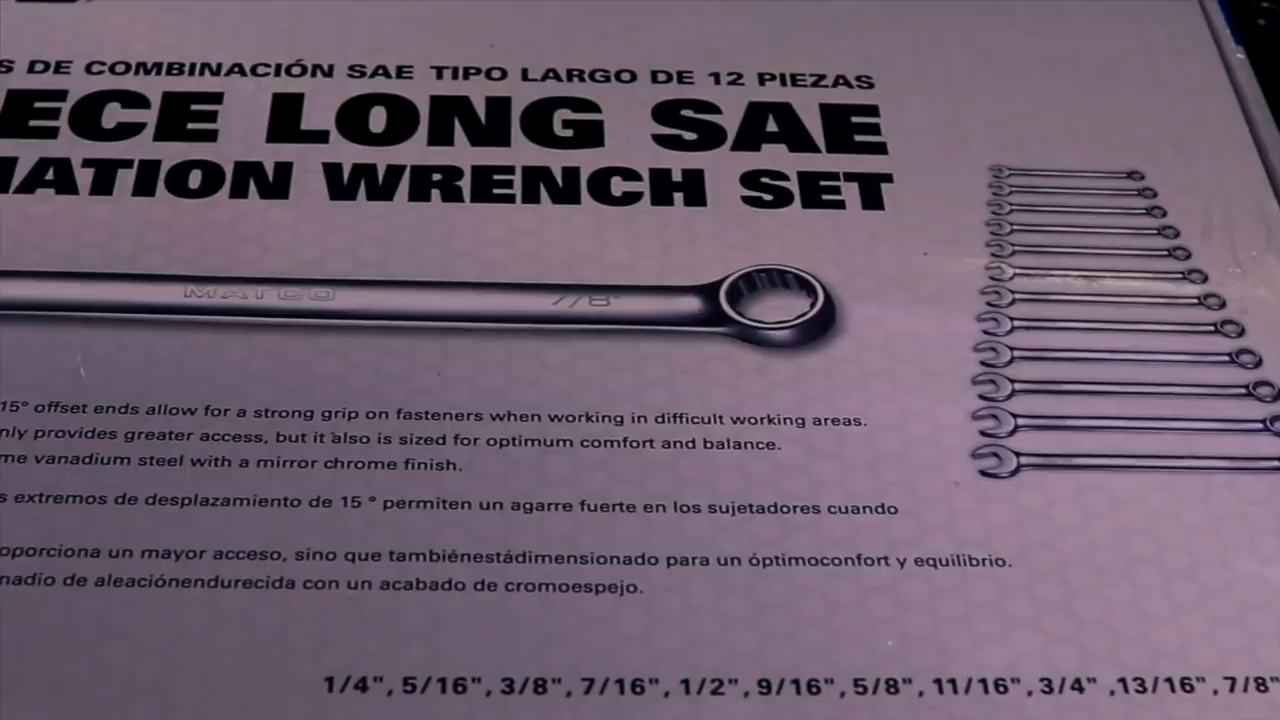 S DE COMBINACIÓN SAE TIPO LARGO DE 12 PIEZAS
ECE LONG SAE
ATION WRENCH SET
MATCO 7/8"
15° offset ends allow for a strong grip on fasteners when working in difficult working areas.
nly provides greater access, but it also is sized for optimum comfort and balance.
me vanadium steel with a mirror chrome finish.
s extremos de desplazamiento de 15 ° permiten un agarre fuerte en los sujetadores cuando
oporciona un mayor acceso, sino que tambiénestádimensionado para un óptimoconfort y equilibrio.
nadio de aleaciónendurecida con un acabado de cromoespejo.
1/4", 5/16", 3/8", 7/16", 1/2", 9/16", 5/8", 11/16", 3/4" ,13/16", 7/8"